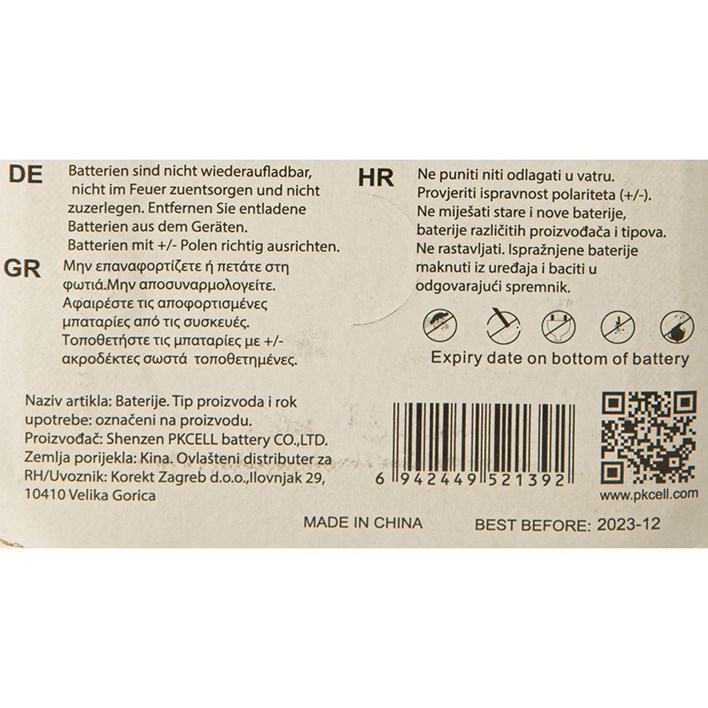 DE
Batterien sind nicht wiederaufladbar,
nicht im Feuer zuentsorgen und nicht
zuzerlegen. Entfernen Sie entladene
Batterien aus dem Geräten.
Batterien mit +/- Polen richtig ausrichten.
GR
Μην επαναφορτίζετε ή πετάτε στη
φωτιά.Μην αποσυναρμολογείτε.
Αφαιρέστε τις αποφορτισμένες
μπαταρίες από τις συσκευές.
Τοποθετήστε τις μπαταρίες με +/-
ακροδέκτες σωστά τοποθετημένες.
HR
Ne puniti niti odlagati u vatru.
Provjeriti ispravnost polariteta (+/-).
Ne miješati stare i nove baterije,
baterije različitih proizvođača i tipova.
Ne rastavljati. Ispražnjene baterije
maknuti iz uređaja i baciti u
odgovarajući spremnik.
Expiry date on bottom of battery
Naziv artikla: Baterije. Tip proizvoda i rok
upotrebe: označeni na proizvodu.
Proizvođač: Shenzen PKCELL battery CO.,LTD.
Zemlja porijekla: Kina. Ovlašteni distributer za
RH/Uvoznik: Korekt Zagreb d.o.o.,Ilovnjak 29,
10410 Velika Gorica
6 942449 521392
www.pkcell.com
MADE IN CHINA BEST BEFORE: 2023-12